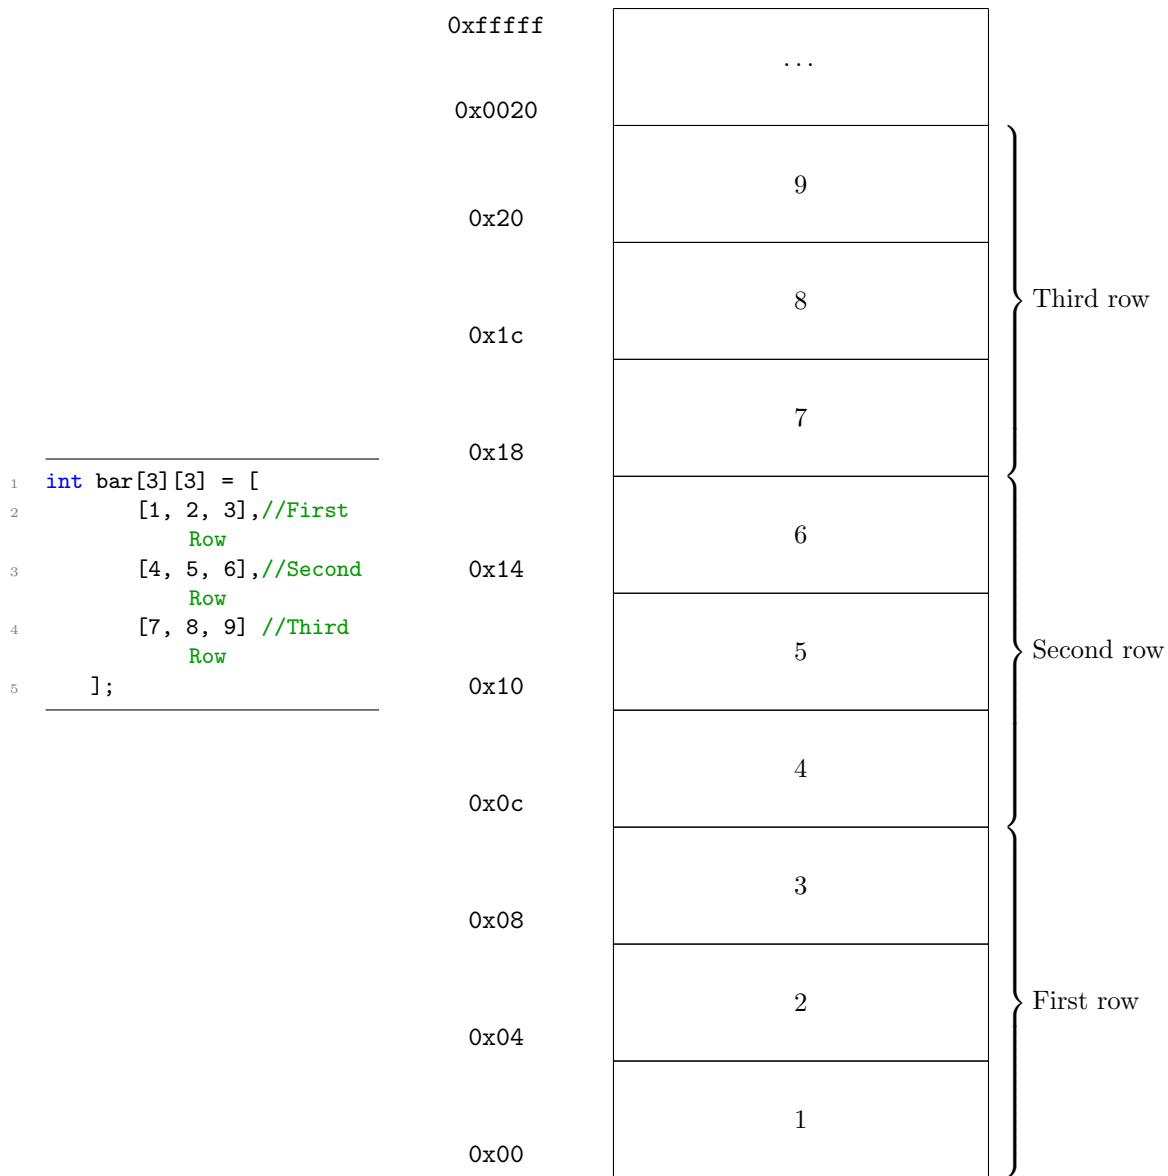 1 int bar[3][3] = [
2 [1, 2, 3],//First
Row
3 [4, 5, 6],//Second
Row
4 [7, 8, 9] //Third
Row
5 ];
0xfffff
...
0x0020
9
0x20
8
Third row
0x1c
7
0x18
6
0x14
5
Second row
0x10
4
0x0c
3
0x08
2
First row
0x04
1
0x00